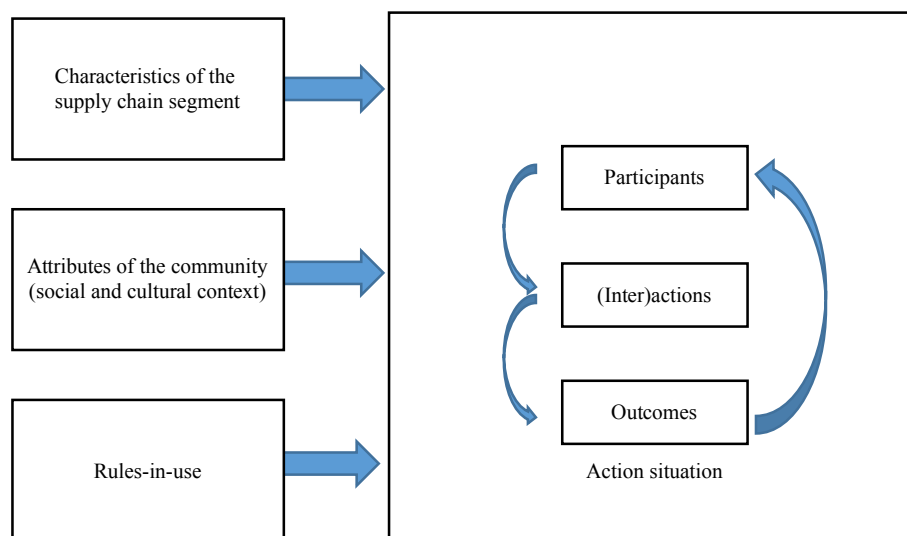 Characteristics of the
supply chain segment
Attributes of the community
(social and cultural context)
Rules-in-use
Participants
(Inter)actions
Outcomes
Action situation